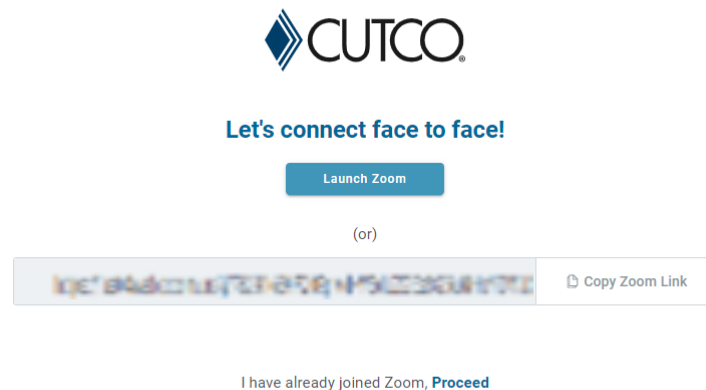 CUTCO®
Let's connect face to face!
Launch Zoom
(or)
Copy Zoom Link
I have already joined Zoom, Proceed